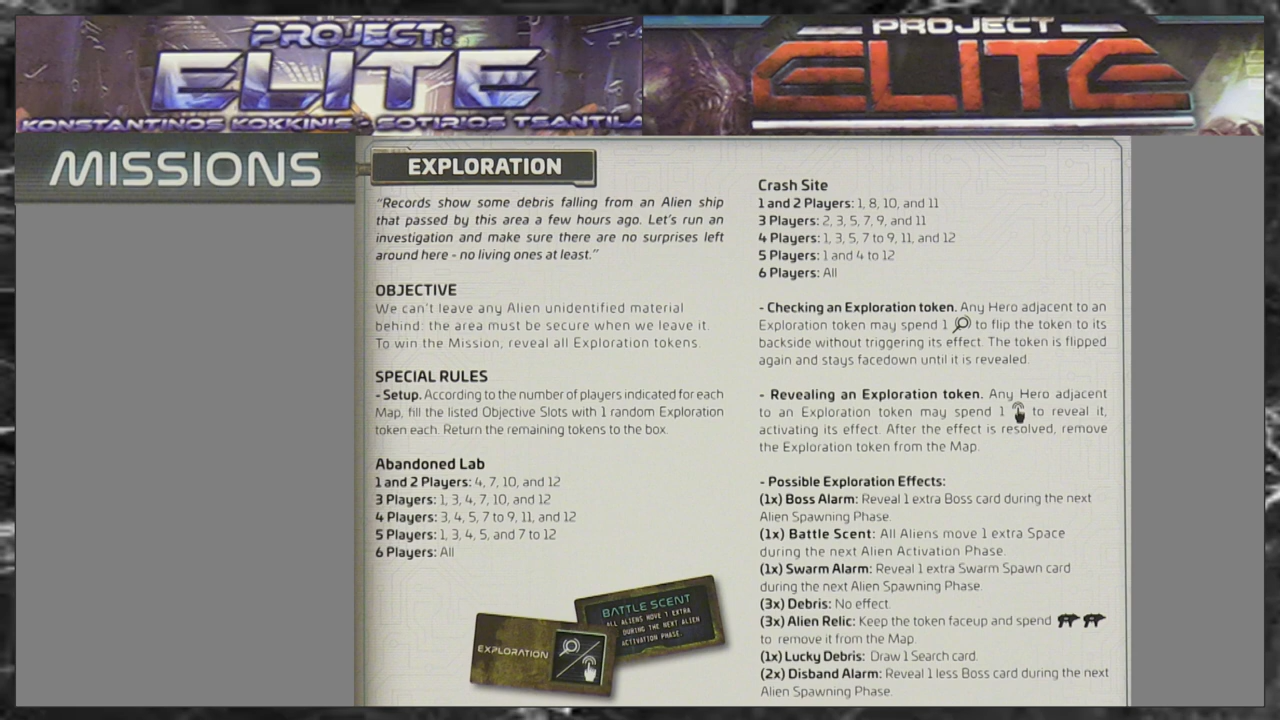 PROJECT:
ELITE
KONSTANTINOS KOKKINIS - SOTIRIOS TSANTILA
PROJECT
ELITE
MISSIONS
EXPLORATION
“Records show some debris falling from an Alien ship
that passed by this area a few hours ago. Let’s run an
investigation and make sure there are no surprises left
around here - no living ones at least.”
OBJECTIVE
We can’t leave any Alien unidentified material
behind: the area must be secure when we leave it.
To win the Mission, reveal all Exploration tokens.
SPECIAL RULES
- Setup. According to the number of players indicated for each
Map, fill the listed Objective Slots with 1 random Exploration
token each. Return the remaining tokens to the box.
Abandoned Lab
1 and 2 Players: 4, 7, 10, and 12
3 Players: 1, 3, 4, 7, 10, and 12
4 Players: 3, 4, 5, 7 to 9, 11, and 12
5 Players: 1, 3, 4, 5, and 7 to 12
6 Players: All
EXPLORATION
BATTLE SCENT
ALL ALIENS MOVE 1 EXTRA
DURING THE NEXT ALIEN
ACTIVATION PHASE.
Crash Site
1 and 2 Players: 1, 8, 10, and 11
3 Players: 2, 3, 5, 7, 9, and 11
4 Players: 1, 3, 5, 7 to 9, 11, and 12
5 Players: 1 and 4 to 12
6 Players: All
- Checking an Exploration token. Any Hero adjacent to an
Exploration token may spend 1 to flip the token to its
backside without triggering its effect. The token is flipped
again and stays facedown until it is revealed.
- Revealing an Exploration token. Any Hero adjacent
to an Exploration token may spend 1 to reveal it,
activating its effect. After the effect is resolved, remove
the Exploration token from the Map.
- Possible Exploration Effects:
(1x) Boss Alarm: Reveal 1 extra Boss card during the next
Alien Spawning Phase.
(1x) Battle Scent: All Aliens move 1 extra Space
during the next Alien Activation Phase.
(1x) Swarm Alarm: Reveal 1 extra Swarm Spawn card
during the next Alien Spawning Phase.
(3x) Debris: No effect.
(3x) Alien Relic: Keep the token faceup and spend
to remove it from the Map.
(1x) Lucky Debris: Draw 1 Search card.
(2x) Disband Alarm: Reveal 1 less Boss card during the next
Alien Spawning Phase.